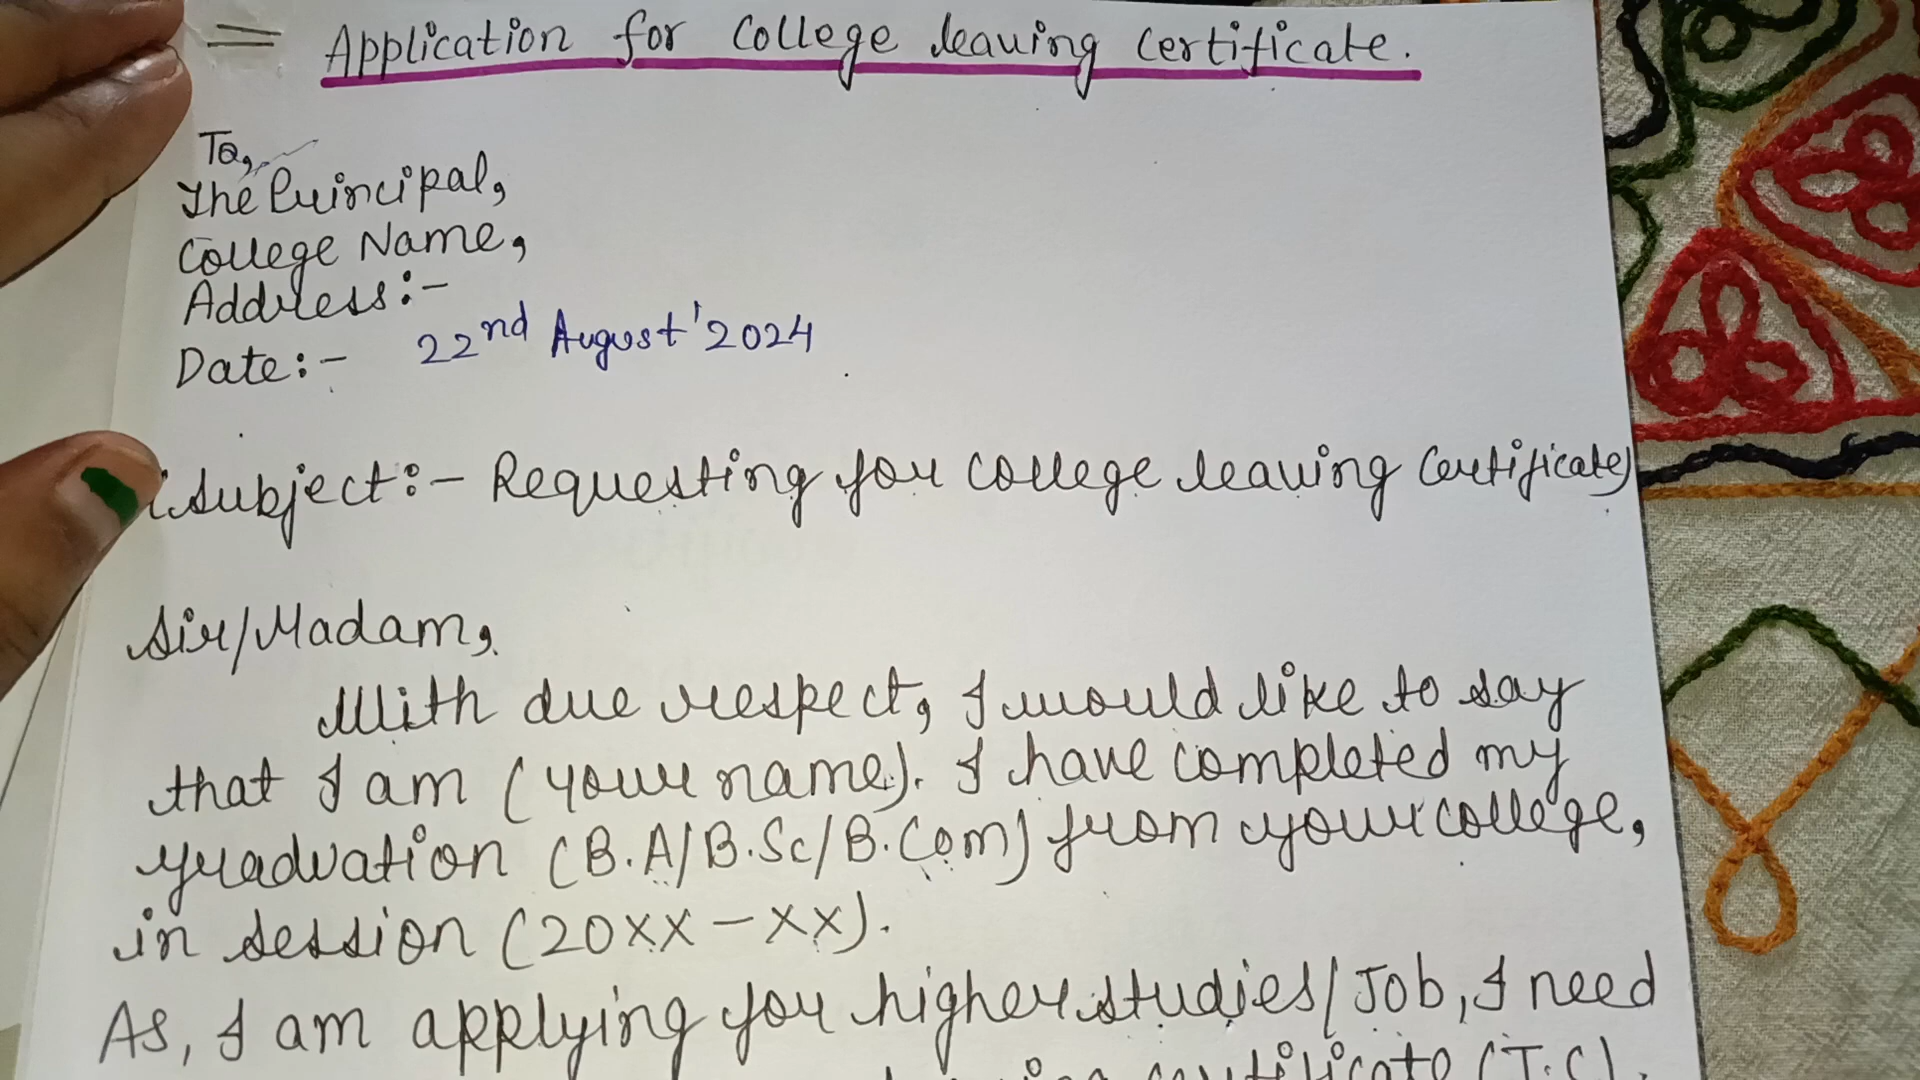 Application for College leaving Certificate.
To,
The Principal,
College Name,
Address:-
Date:- 22nd August'2024
Subject:- Requesting for College leaving Certificate
Sir/Madam,
With due respect, I would like to say
that I am (your name). I have completed my
graduation (B.A/B.Sc/B.Com) from your college,
in session (20xx-xx).
As, I am applying for higher studies/Job, I need
certificate (T.C).